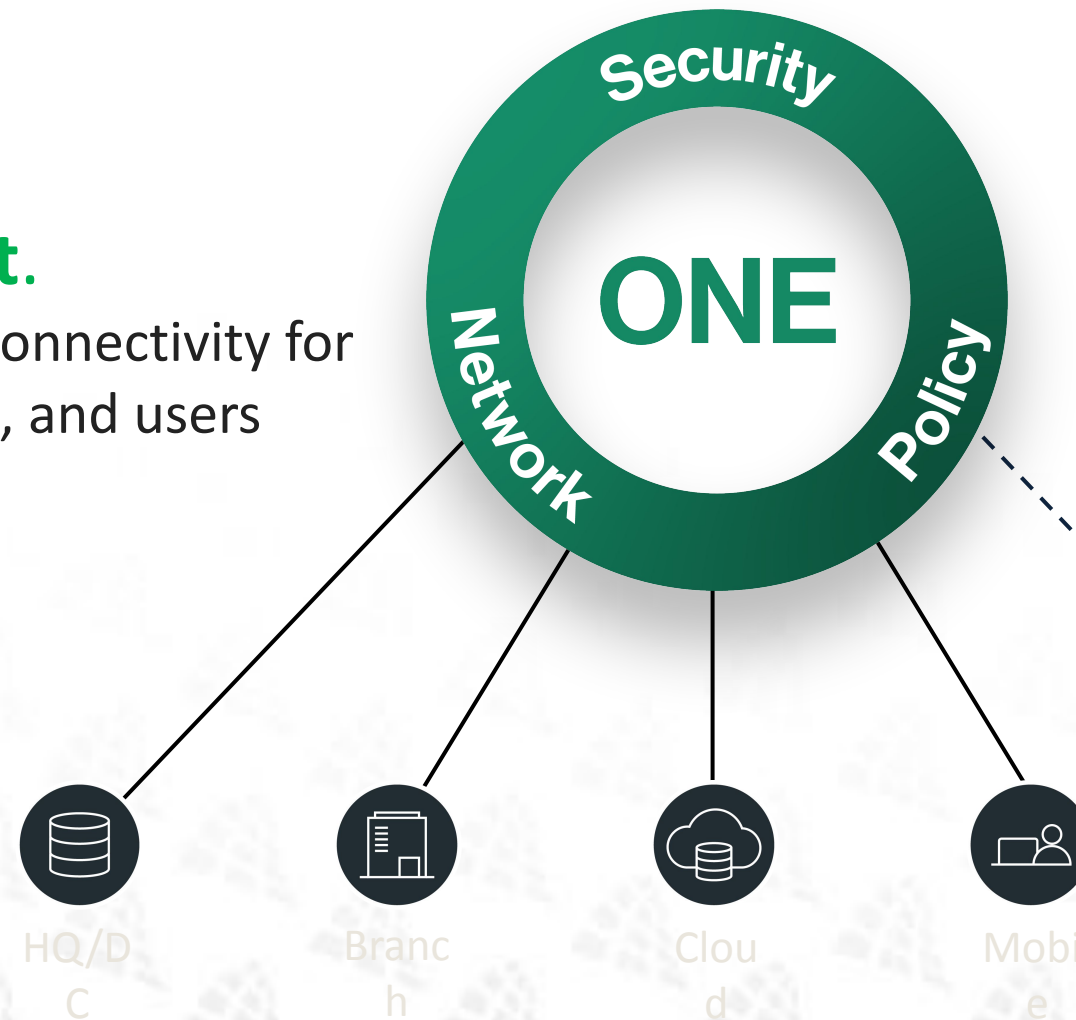 Security
t.
ONE
onnectivity for
Network
Policy
, and users
HQ/D
C
Branc
h
Clou
d
Mobi
e